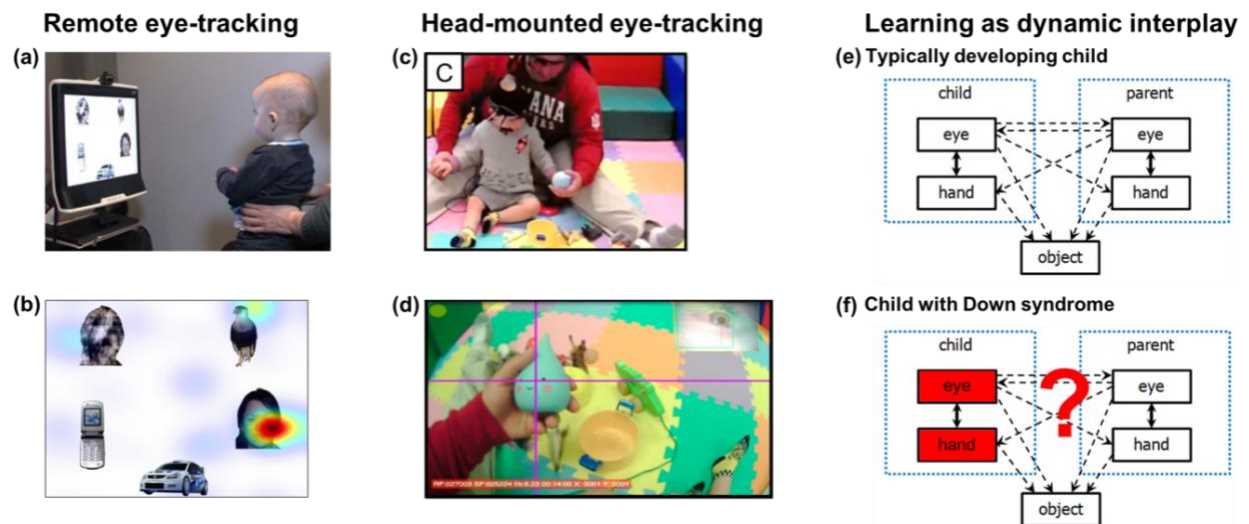 Remote eye-tracking
Head-mounted eye-tracking
Learning as dynamic interplay
(a)
(c)
C
(e) Typically developing child
child
parent
eye
eye
hand
hand
object
(b)
(d)
(f) Child with Down syndrome
child
parent
eye
eye
?
hand
hand
object